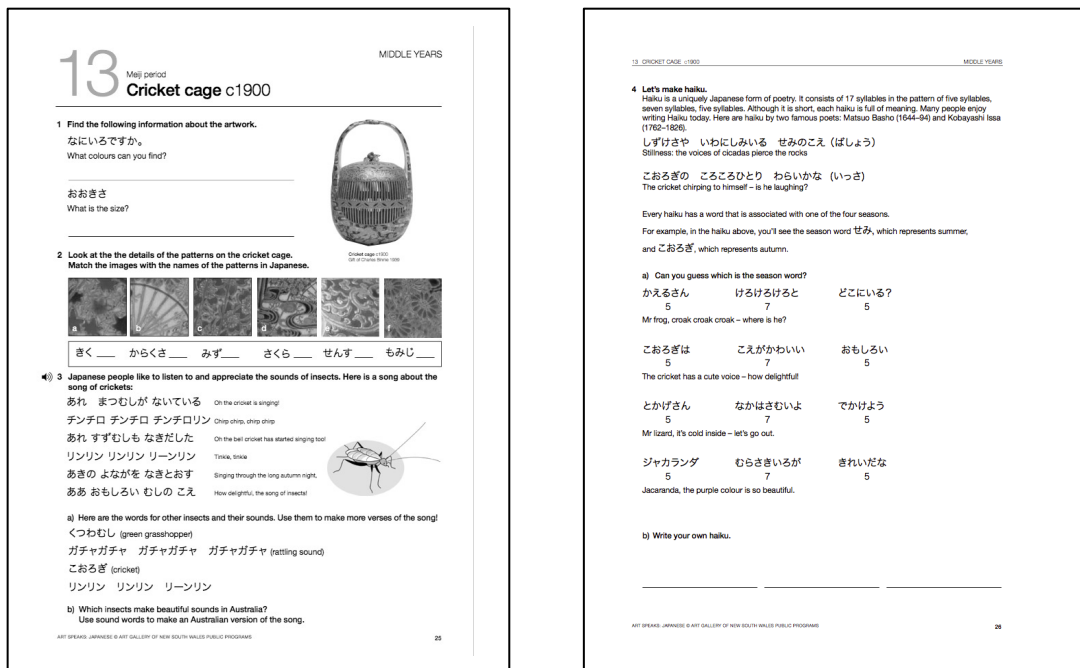 13
MIDDLE YEARS
Meiji period
Cricket cage c1900
1 Find the following information about the artwork.
なにいろですか。
What colours can you find?
おおきさ
What is the size?
Cricket cage c1900
Gift of Charles Binnie 1999
2 Look at the the details of the patterns on the cricket cage.
Match the images with the names of the patterns in Japanese.
a b c d e f
きく ___ からくさ ___ みず___ さくら ___ せんす ___ もみじ ___
3 Japanese people like to listen to and appreciate the sounds of insects. Here is a song about the
song of crickets:
あれ まつむしが ないている Oh the cricket is singing!
チンチロ チンチロ チンチロリン Chirp chirp, chirp chirp
あれ すずむしも なきだした Oh the bell cricket has started singing too!
リンリン リンリン リーンリン Tinkle, tinkle
あきの よながを なきとおす Singing through the long autumn night,
ああ おもしろい むしの こえ How delightful, the song of insects!
a) Here are the words for other insects and their sounds. Use them to make more verses of the song!
くつわむし (green grasshopper)
ガチャガチャ ガチャガチャ ガチャガチャ (rattling sound)
こおろぎ (cricket)
リンリン リンリン リーンリン
b) Which insects make beautiful sounds in Australia?
Use sound words to make an Australian version of the song.
ART SPEAKS: JAPANESE © ART GALLERY OF NEW SOUTH WALES PUBLIC PROGRAMS
25
13 CRICKET CAGE c1900
MIDDLE YEARS
4 Let's make haiku.
Haiku is a uniquely Japanese form of poetry. It consists of 17 syllables in the pattern of five syllables,
seven syllables, five syllables. Although it is short, each haiku is full of meaning. Many people enjoy
writing Haiku today. Here are haiku by two famous poets: Matsuo Basho (1644–94) and Kobayashi Issa
(1762–1826).
しずけさや いわにしみいる せみのこえ（ばしょう）
Stillness: the voices of cicadas pierce the rocks
こおろぎの ころころひとり わらいかな (いっさ)
The cricket chirping to himself – is he laughing?
Every haiku has a word that is associated with one of the four seasons.
For example, in the haiku above, you'll see the season word せみ, which represents summer,
and こおろぎ, which represents autumn.
a) Can you guess which is the season word?
かえるさん けろけろけろと どこにいる？
5 7 5
Mr frog, croak croak croak – where is he?
こおろぎは こえがかわいい おもしろい
5 7 5
The cricket has a cute voice – how delightful!
とかげさん なかはさむいよ でかけよう
5 7 5
Mr lizard, it's cold inside – let's go out.
ジャカランダ むらさきいろが きれいだな
5 7 5
Jacaranda, the purple colour is so beautiful.
b) Write your own haiku.
ART SPEAKS: JAPANESE © ART GALLERY OF NEW SOUTH WALES PUBLIC PROGRAMS
26